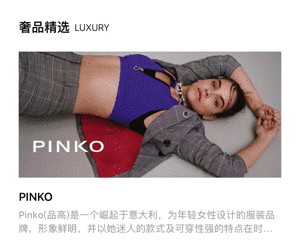 奢品精选 LUXURY
PINKO
PINKO
Pinko(品高)是一个崛起于意大利，为年轻女性设计的服装品
牌，形象鲜明，并以她迷人的款式及可穿性强的特点在时...